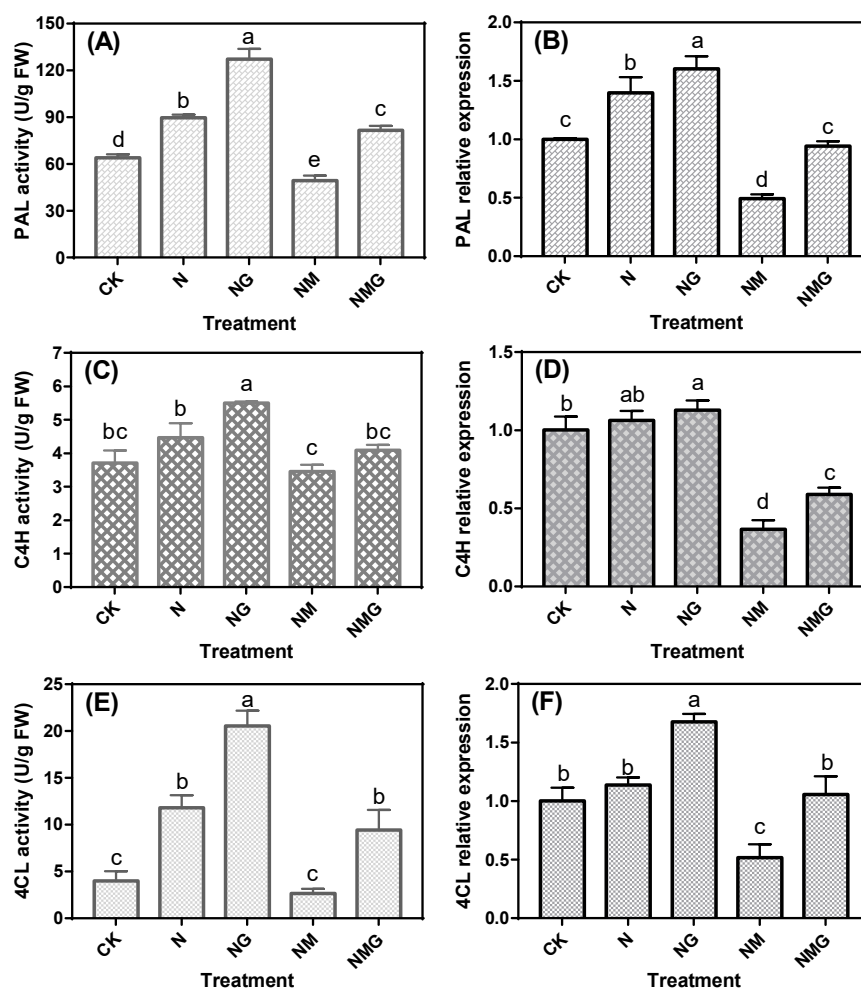 (A)
PAL activity (U/g FW)
150
120
90
60
30
0
d
b
a
e
c
CK
N
NG
NM
NMG
Treatment
(B)
PAL relative expression
2.0
1.5
1.0
0.5
0.0
c
b
a
d
c
CK
N
NG
NM
NMG
Treatment
(C)
C4H activity (U/g FW)
7
6
5
4
3
2
1
0
bc
b
a
c
bc
CK
N
NG
NM
NMG
Treatment
(D)
C4H relative expression
1.5
1.0
0.5
0.0
b
ab
a
d
c
CK
N
NG
NM
NMG
Treatment
(E)
4CL activity (U/g FW)
25
20
15
10
5
0
c
b
a
c
b
CK
N
NG
NM
NMG
Treatment
(F)
4CL relative expression
2.0
1.5
1.0
0.5
0.0
b
b
a
c
b
CK
N
NG
NM
NMG
Treatment